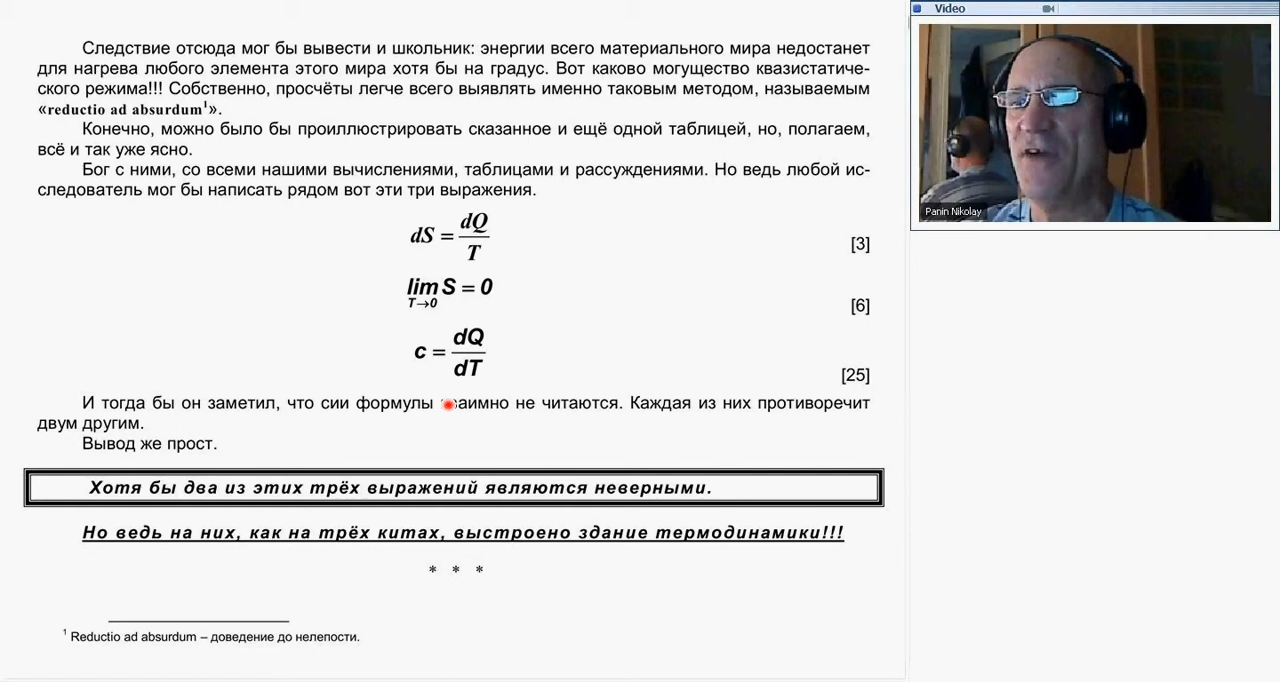 Следствие отсюда мог бы вывести и школьник: энергии всего материального мира недостанет
для нагрева любого элемента этого мира хотя бы на градус. Вот каково могущество квазистатиче-
ского режима!!! Собственно, просчёты легче всего выявлять именно таковым методом, называемым
«reductio ad absurdum¹».
Конечно, можно было бы проиллюстрировать сказанное и ещё одной таблицей, но, полагаем,
всё и так уже ясно.
Бог с ними, со всеми нашими вычислениями, таблицами и рассуждениями. Но ведь любой ис-
следователь мог бы написать рядом вот эти три выражения.
dS = dQ/T [3]
lim S = 0 [6]
T→0
c = dQ/dT [25]
И тогда бы он заметил, что сии формулы не читаются. Каждая из них противоречит
двум другим.
Вывод же прост.
Хотя бы два из этих трёх выражений являются неверными.
Но ведь на них, как на трёх китах, выстроено здание термодинамики!!!
* * *
¹ Reductio ad absurdum – доведение до нелепости.
Video
Panin Nikolay